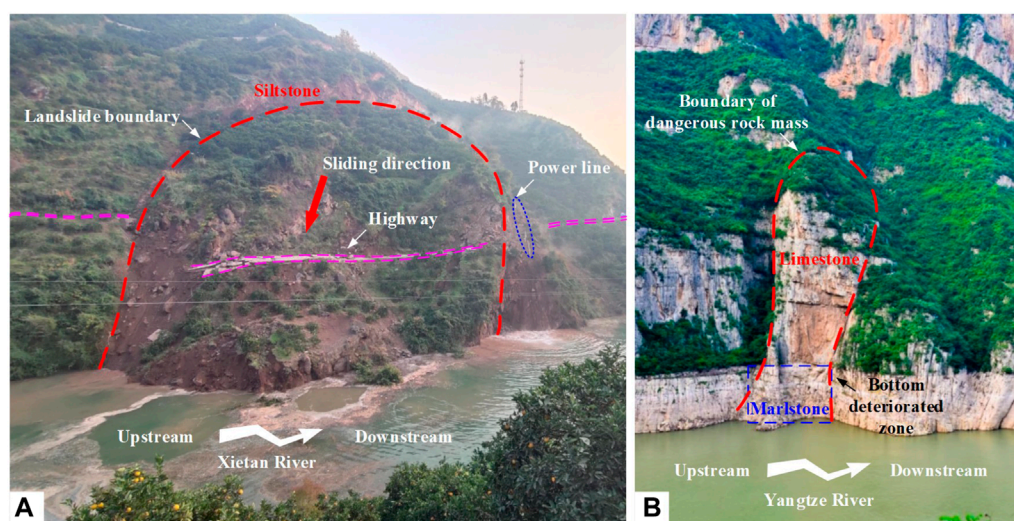 Siltstone
Landslide boundary
Sliding direction
Power line
Highway
Upstream
Downstream
Xietan River
A
Boundary of
dangerous rock mass
Limestone
Marlstone
Bottom
deteriorated
zone
Upstream
Downstream
Yangtze River
B